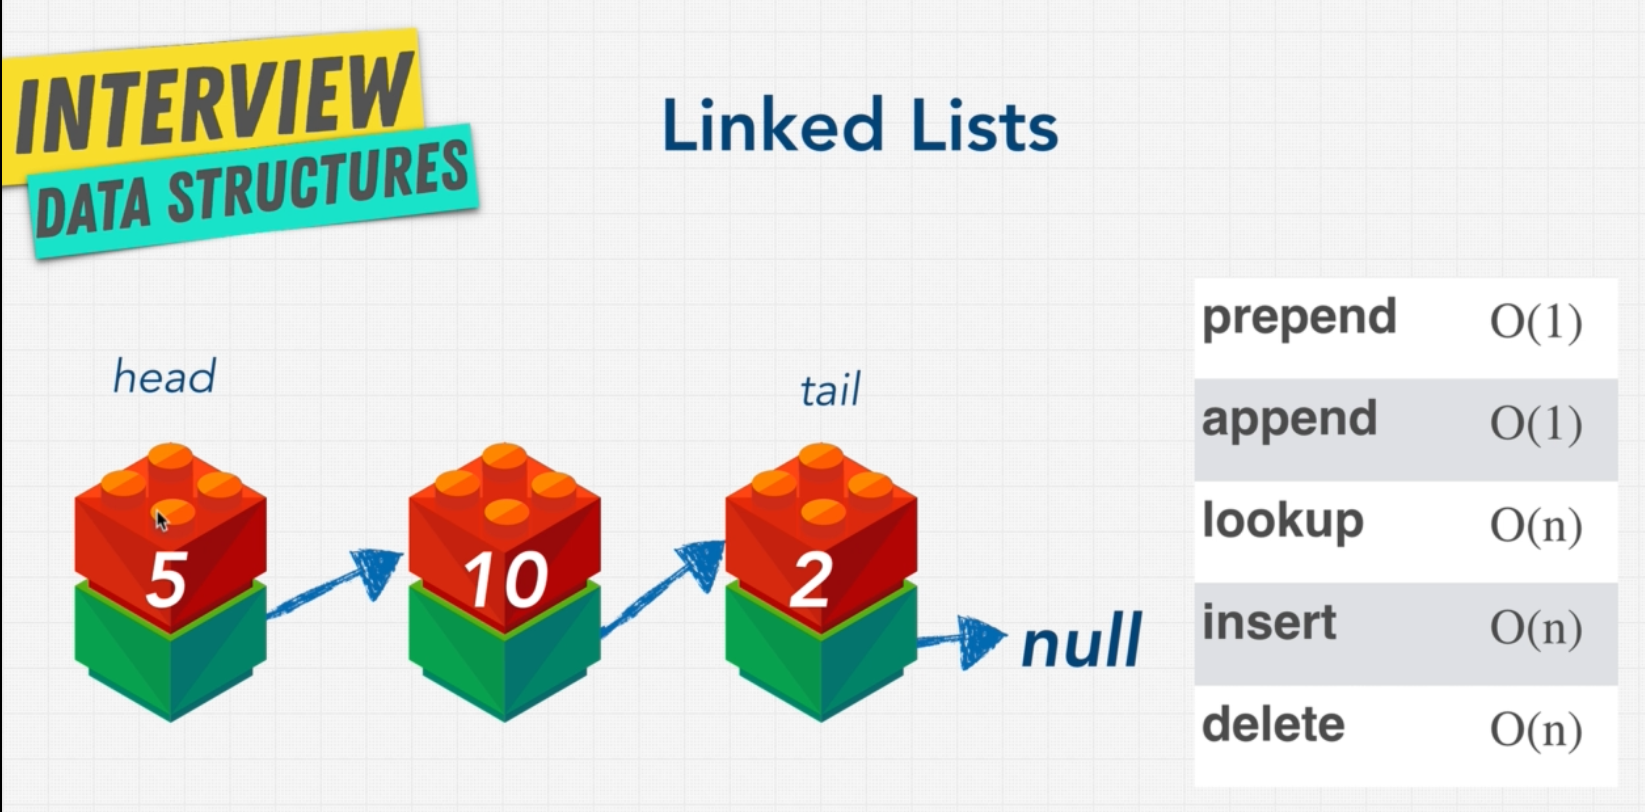 INTERVIEW
DATA STRUCTURES
Linked Lists
head
tail
5
10
2
null
prepend O(1)
append O(1)
lookup O(n)
insert O(n)
delete O(n)